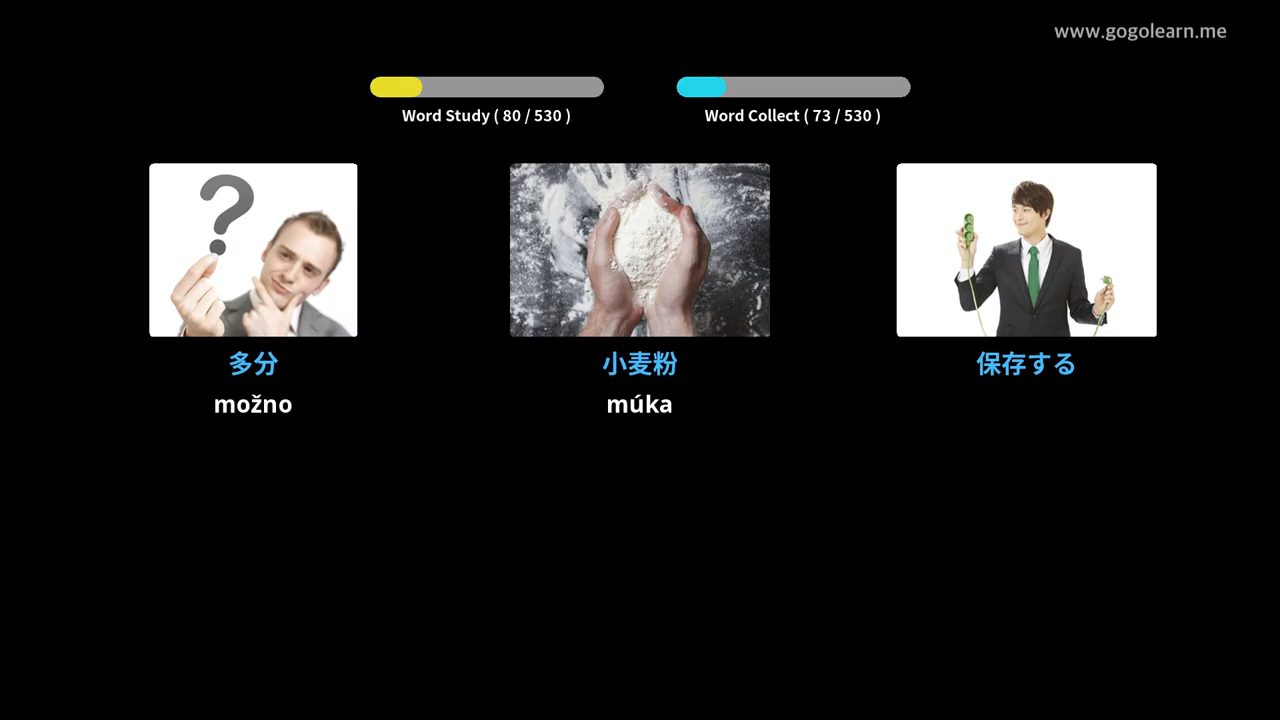 www.gogolearn.me
Word Study ( 80 / 530 )
Word Collect ( 73 / 530 )
多分
možno
小麦粉
múka
保存する